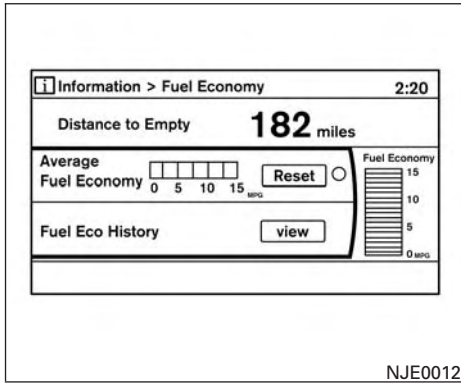 i Information > Fuel Economy 2:20
Distance to Empty 182 miles
Average
Fuel Economy
0 5 10 15 MPG
Reset
Fuel Eco History view
Fuel Economy
15
10
5
0 MPG
NJE0012